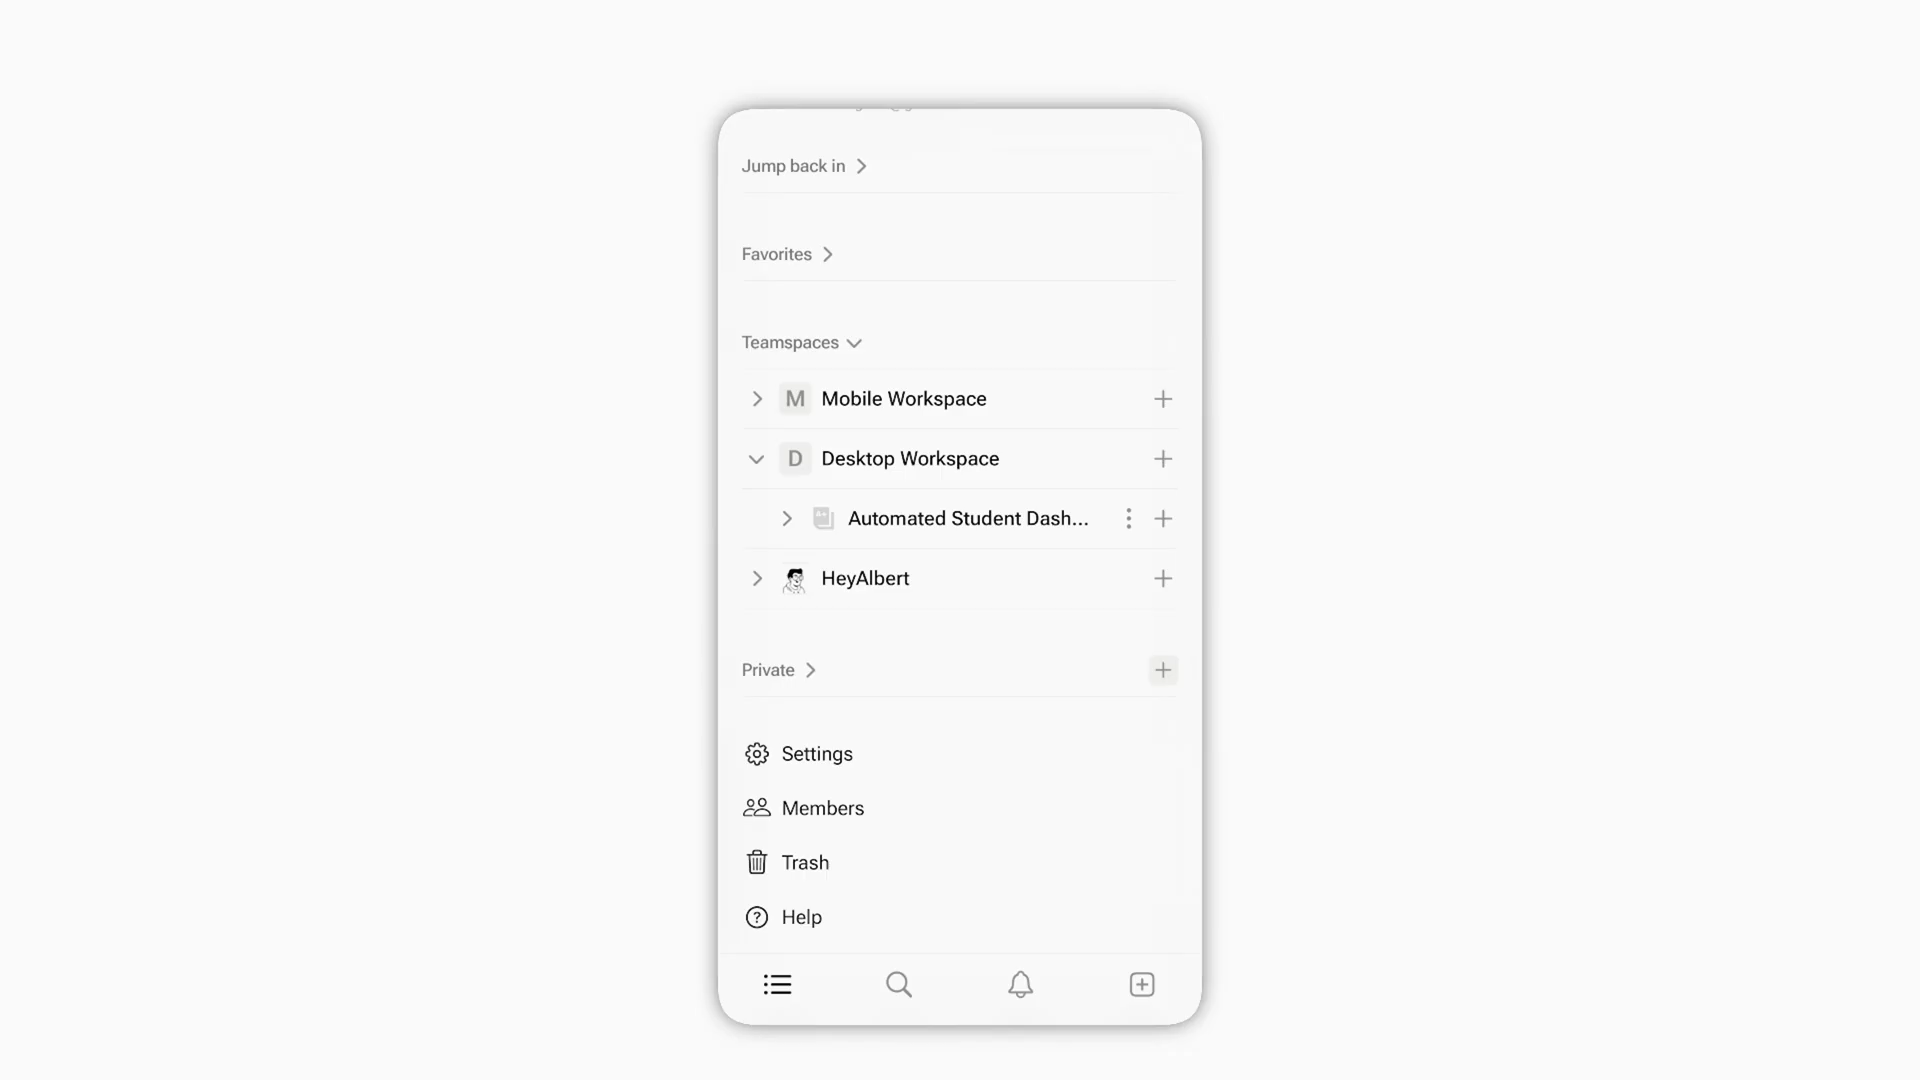 Jump back in
Favorites
Teamspaces
M Mobile Workspace
D Desktop Workspace
Automated Student Dash...
HeyAlbert
Private
Settings
Members
Trash
Help